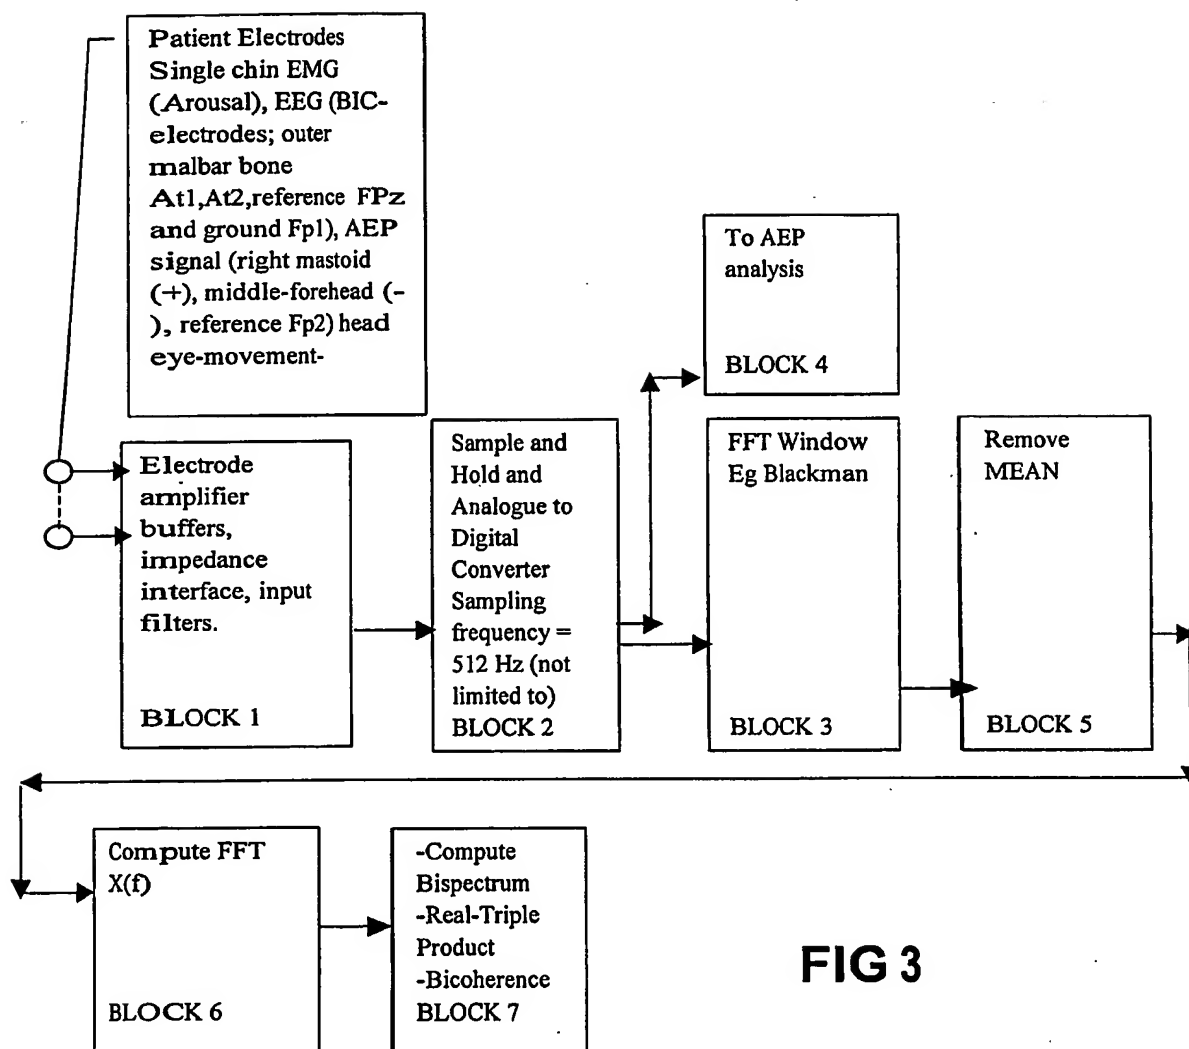 Patient Electrodes
Single chin EMG
(Arousal), EEG (BIC-
electrodes; outer
malbar bone
At1,At2,reference FPz
and ground Fp1), AEP
signal (right mastoid
(+), middle-forehead (-
), reference Fp2) head
eye-movement-
To AEP
analysis
BLOCK 4
Electrode
amplifier
buffers,
impedance
interface, input
filters.
BLOCK 1
Sample and
Hold and
Analogue to
Digital
Converter
Sampling
frequency =
512 Hz (not
limited to)
BLOCK 2
FFT Window
Eg Blackman
BLOCK 3
Remove
MEAN
BLOCK 5
Compute FFT
X(f)
BLOCK 6
-Compute
Bispectrum
-Real-Triple
Product
-Bicoherence
BLOCK 7
FIG 3